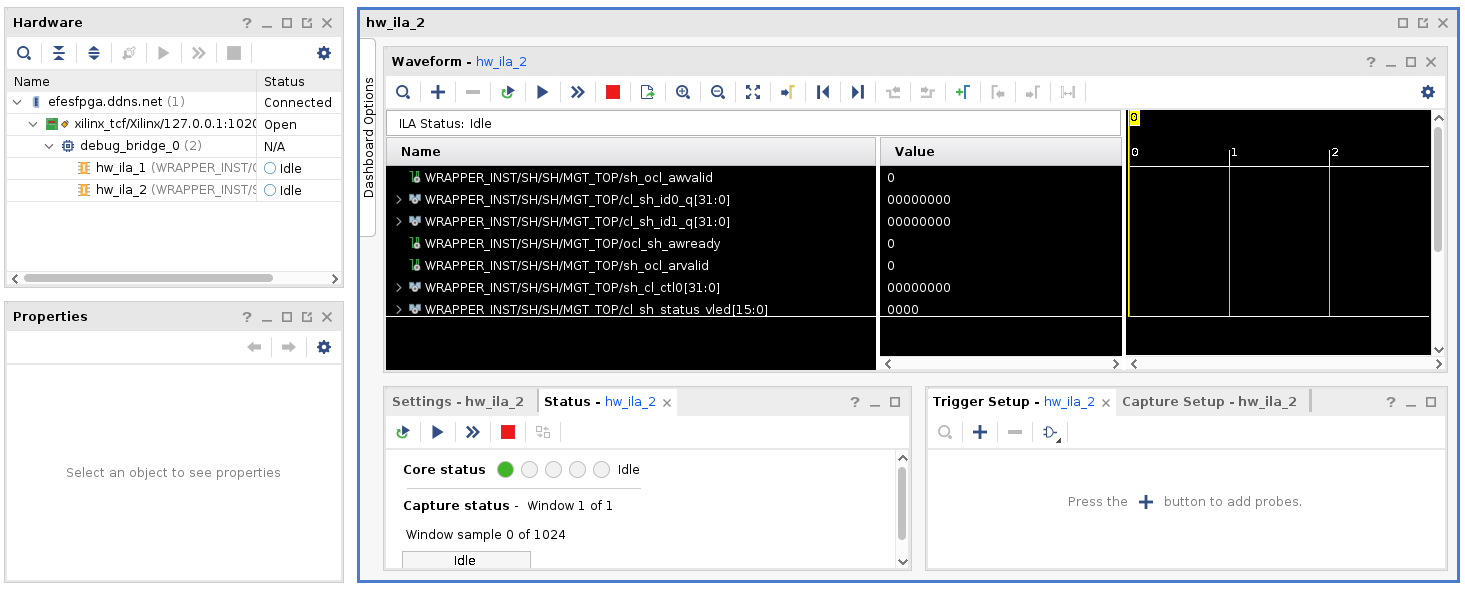 Hardware
Name Status
efesfpga.ddns.net (1) Connected
xilinx_tcf/Xilinx/127.0.0.1:1020 Open
debug_bridge_0 (2) N/A
hw_ila_1 (WRAPPER_INST/ Idle
hw_ila_2 (WRAPPER_INST/S Idle
Properties
Select an object to see properties
hw_ila_2
Dashboard Options
Waveform - hw_ila_2
ILA Status: Idle
Name Value
WRAPPER_INST/SH/SH/MGT_TOP/sh_ocl_awvalid 0
WRAPPER_INST/SH/SH/MGT_TOP/cl_sh_id0_q[31:0] 00000000
WRAPPER_INST/SH/SH/MGT_TOP/cl_sh_id1_q[31:0] 00000000
WRAPPER_INST/SH/SH/MGT_TOP/ocl_sh_awready 0
WRAPPER_INST/SH/SH/MGT_TOP/sh_ocl_arvalid 0
WRAPPER_INST/SH/SH/MGT_TOP/sh_cl_ctl0[31:0] 00000000
WRAPPER_INST/SH/SH/MGT_TOP/cl_sh_status_vled[15:0] 0000
0
0 1 2
Settings - hw_ila_2 Status - hw_ila_2
Core status Idle
Capture status - Window 1 of 1
Window sample 0 of 1024
Idle
Trigger Setup - hw_ila_2 Capture Setup - hw_ila_2
Press the + button to add probes.